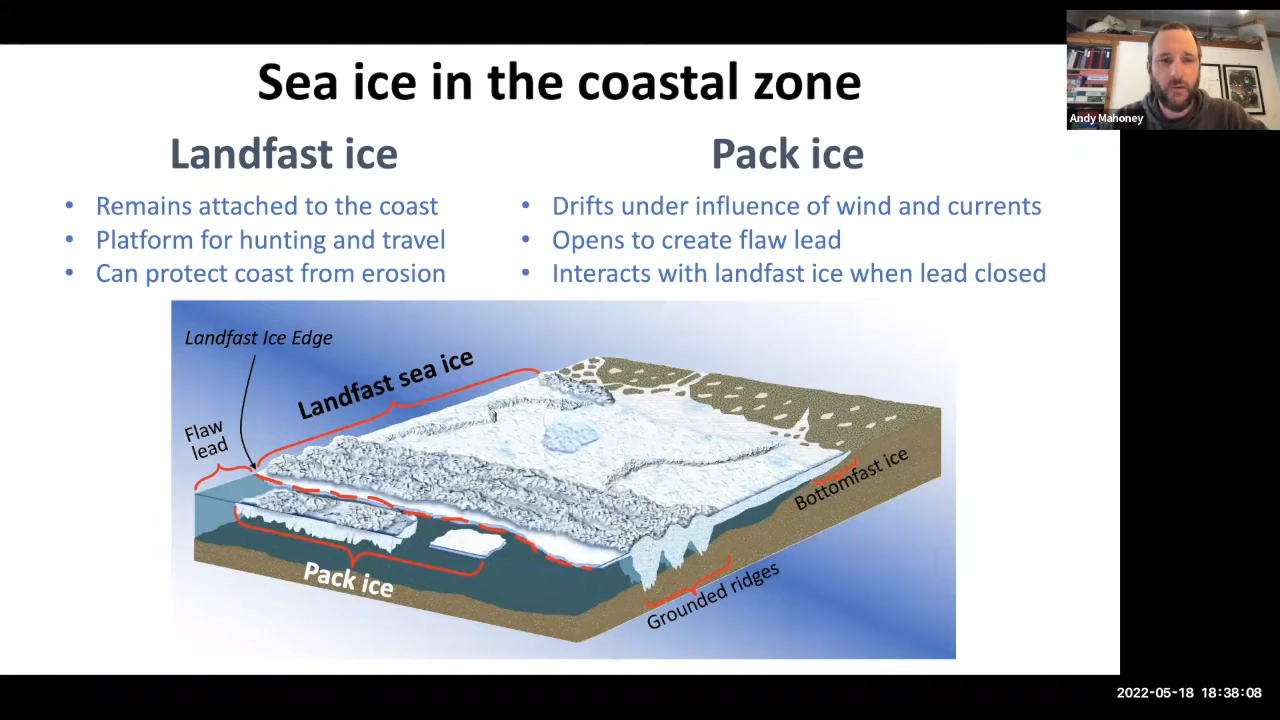 Sea ice in the coastal zone
Landfast ice
• Remains attached to the coast
• Platform for hunting and travel
• Can protect coast from erosion
Pack ice
• Drifts under influence of wind and currents
• Opens to create flaw lead
• Interacts with landfast ice when lead closed
Landfast Ice Edge
Landfast sea ice
Flaw
lead
Bottomfast ice
Pack ice
Grounded ridges
Andy Mahoney
2022-05-18 18:38:08